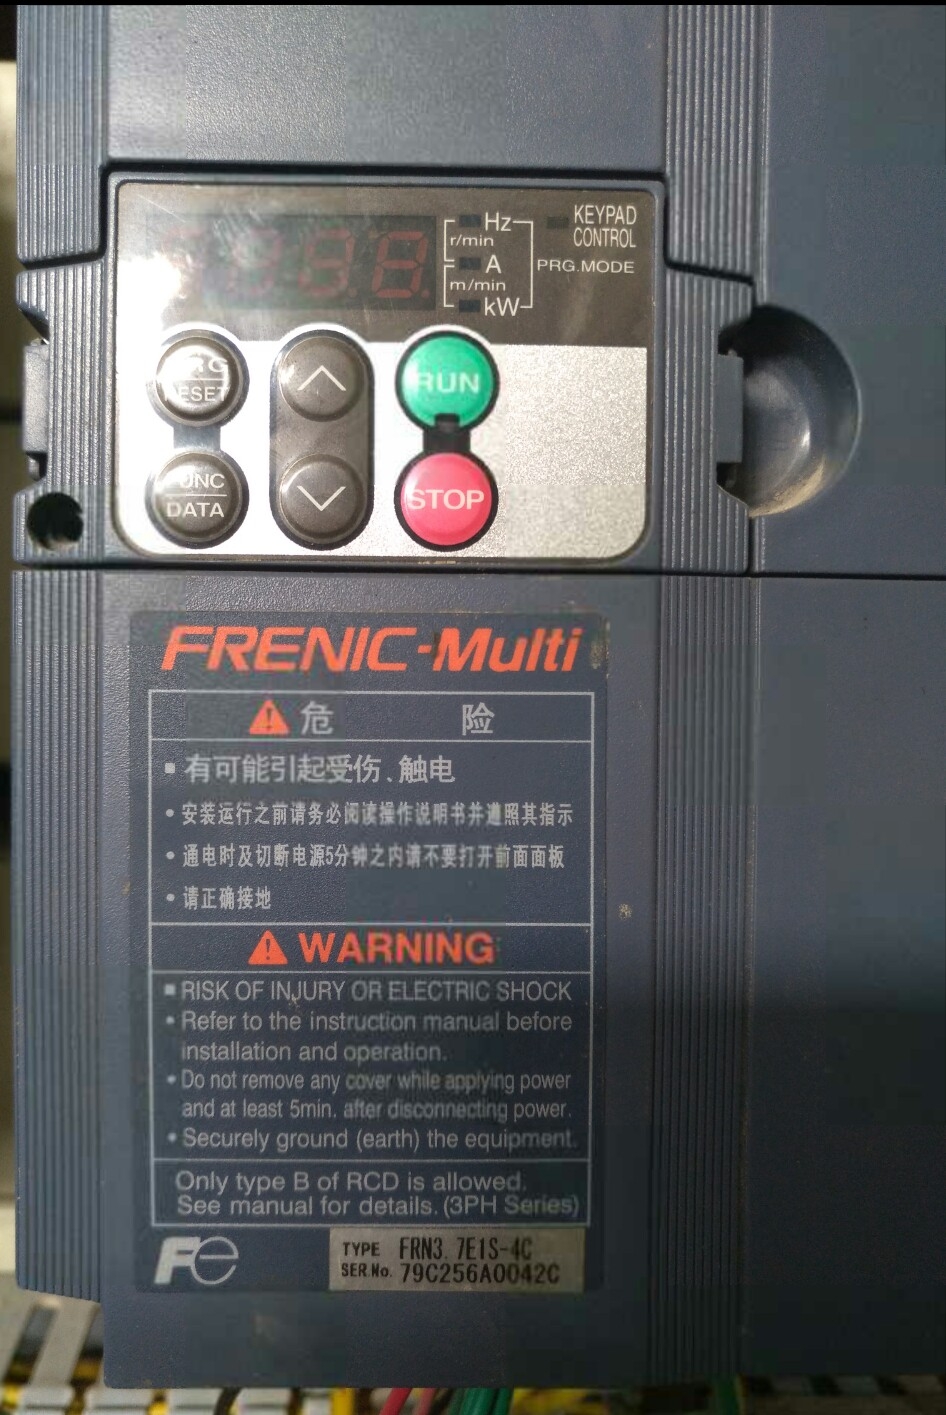 Hz
r/min
A
m/min
kW
KEYPAD
CONTROL
PRG.MODE
RESET
RUN
FUNC
DATA
STOP
FRENIC-Multi
危 险
▪ 有可能引起受伤、触电
• 安装运行之前请务必阅读操作说明书并遵照其指示
• 通电时及切断电源5分钟之内请不要打开前面面板
• 请正确接地
WARNING
▪ RISK OF INJURY OR ELECTRIC SHOCK
• Refer to the instruction manual before
installation and operation.
• Do not remove any cover while applying power
and at least 5min. after disconnecting power.
• Securely ground (earth) the equipment.
Only type B of RCD is allowed.
See manual for details. (3PH Series)
Fe
TYPE FRN3.7E1S-4C
SER.No. 79C256A0042C